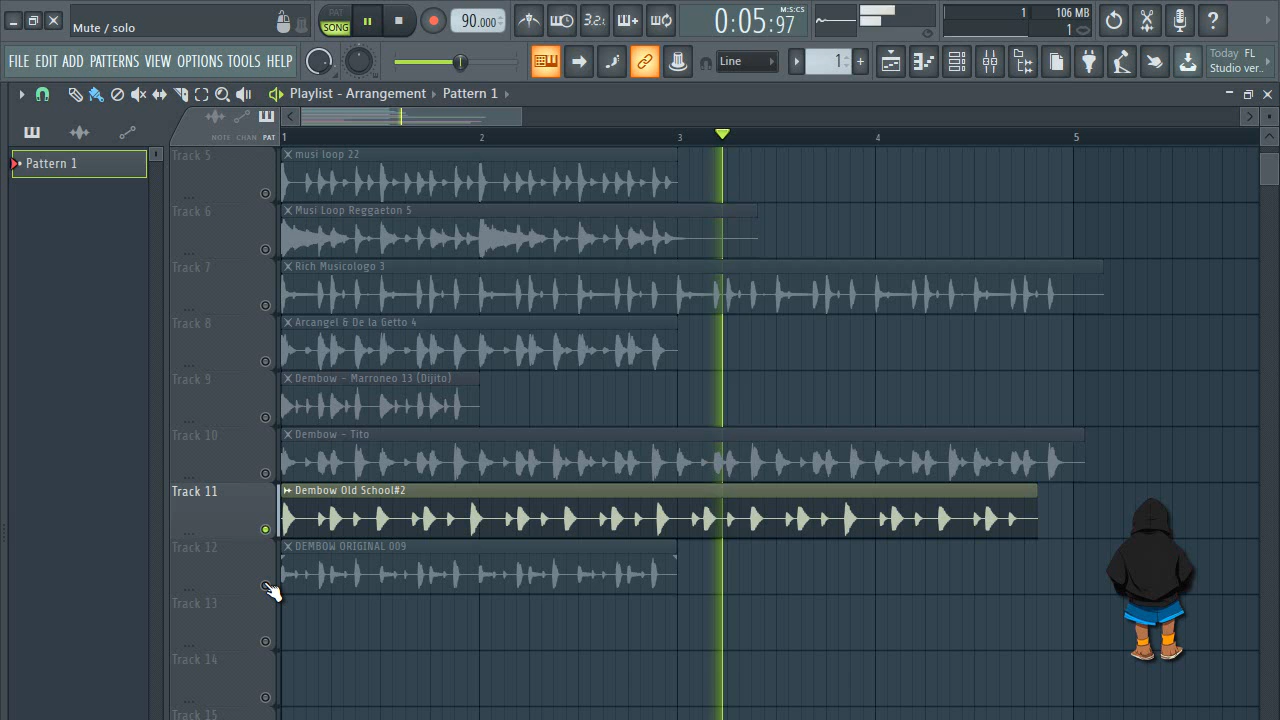 Mute / solo
PAT
SONG
90.000
3.2.
0:05:97
M:S:CS
1
106 MB
1
FILE EDIT ADD PATTERNS VIEW OPTIONS TOOLS HELP
Line
1
Today FL
Studio ver..
Playlist - Arrangement
Pattern 1
NOTE CHAN PAT
1 2 3 4 5
Pattern 1
Track 5
musi loop 22
Track 6
Musi Loop Reggaeton 5
Track 7
Rich Musicologo 3
Track 8
Arcangel & De la Getto 4
Track 9
Dembow - Marroneo 13 (Dijito)
Track 10
Dembow - Tito
Track 11
Dembow Old School#2
Track 12
DEMBOW ORIGINAL 009
Track 13
Track 14
Track 15